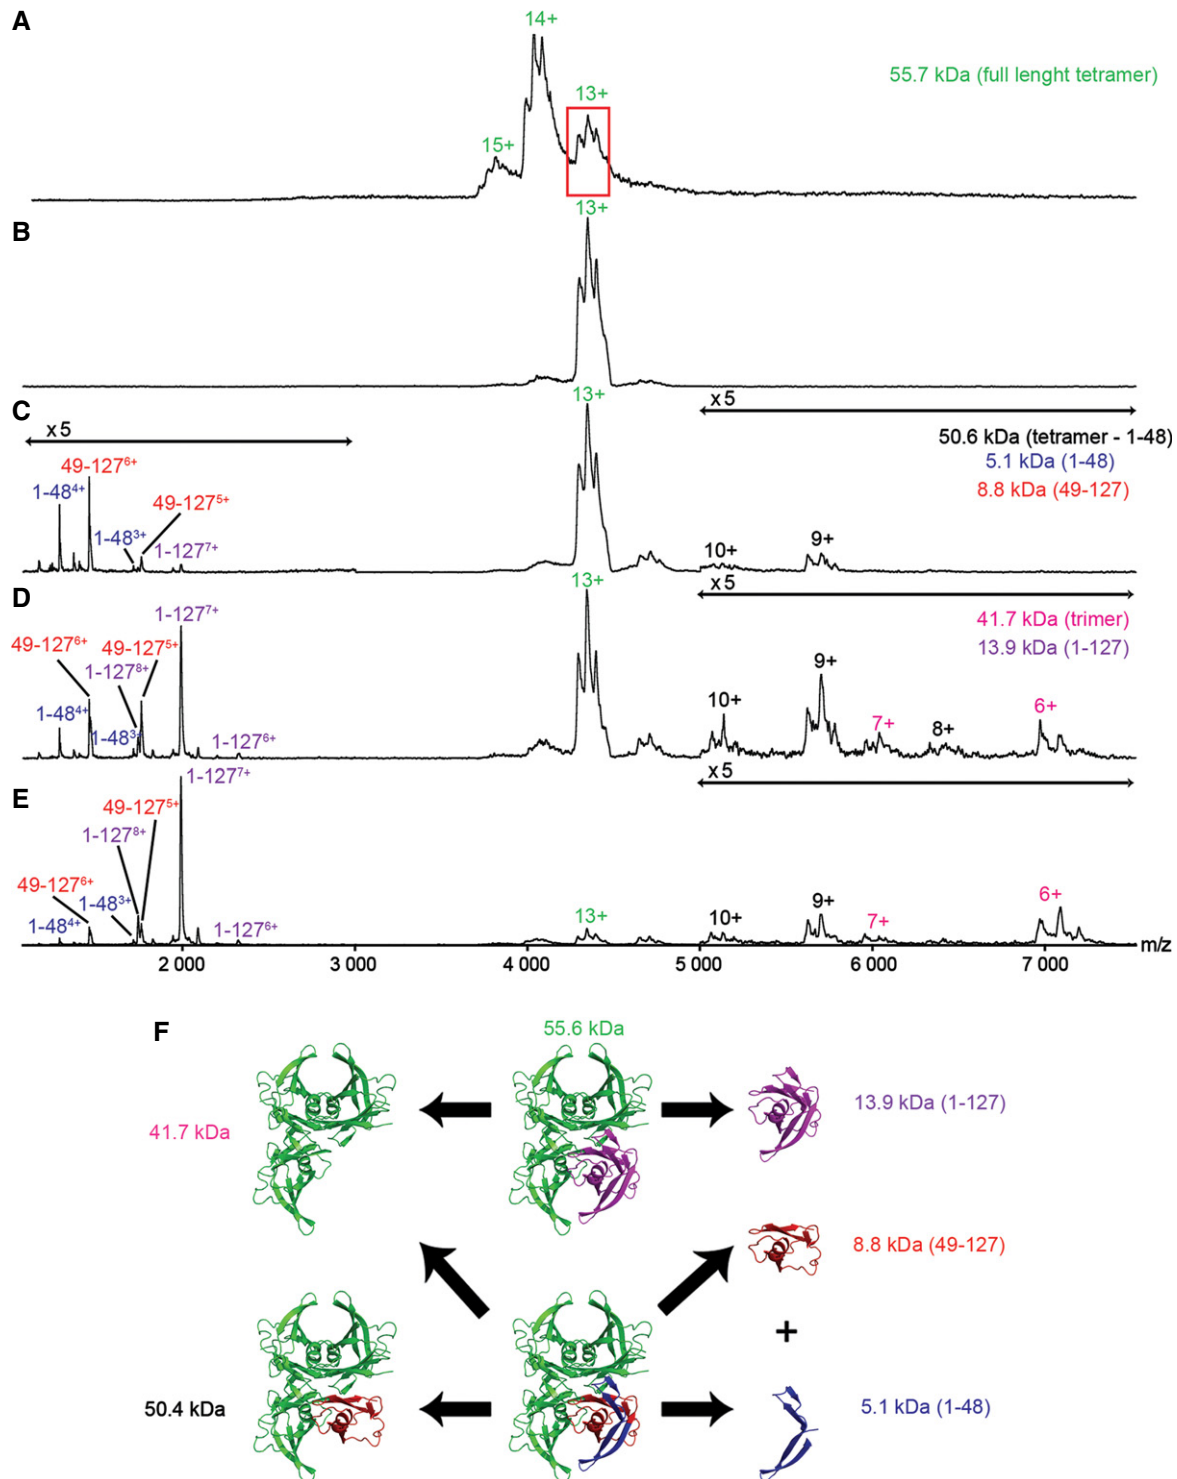 A
14+
55.7 kDa (full lenght tetramer)
13+
15+
13+
B
13+
C
x 5
x 5
50.6 kDa (tetramer - 1-48)
49-127⁶⁺
5.1 kDa (1-48)
1-48⁴⁺
49-127⁵⁺
8.8 kDa (49-127)
1-48³⁺
1-127⁷⁺
10+
9+
13+
x 5
D
1-127⁷⁺
41.7 kDa (trimer)
49-127⁶⁺
49-127⁵⁺
13.9 kDa (1-127)
1-127⁸⁺
9+
1-48⁴⁺
10+
6+
1-48³⁺
1-127⁶⁺
7+
8+
x 5
1-127⁷⁺
E
49-127⁵⁺
1-127⁸⁺
49-127⁶⁺
1-48³⁺
6+
1-48⁴⁺
13+
9+
1-127⁶⁺
10+
7+
m/z
2 000 3 000 4 000 5 000 6 000 7 000
F
55.6 kDa
13.9 kDa (1-127)
41.7 kDa
8.8 kDa (49-127)
+
50.4 kDa
5.1 kDa (1-48)